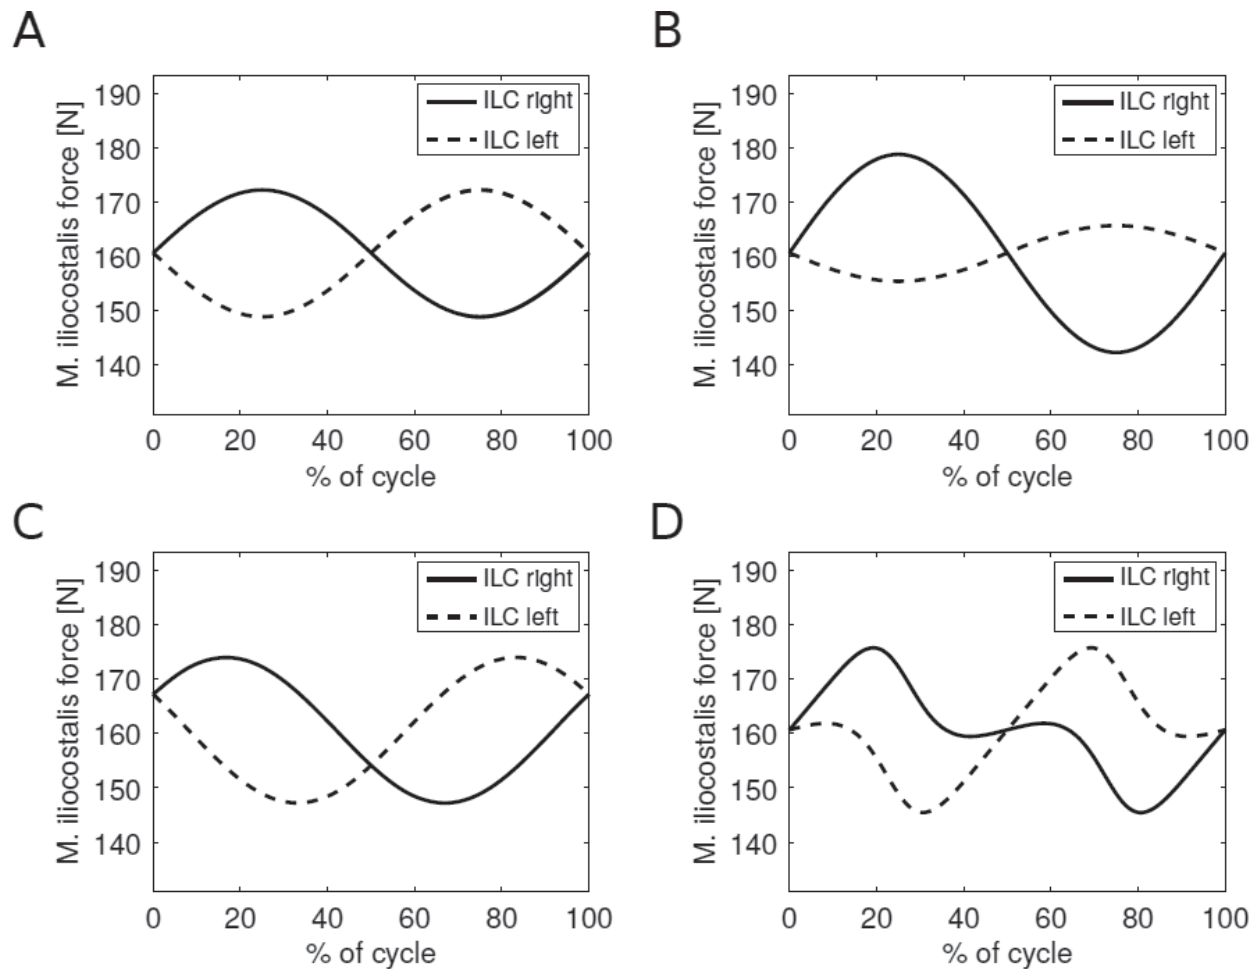 A
M. iliocostalis force [N]
190
180
170
160
150
140
ILC right
ILC left
0 20 40 60 80 100
% of cycle
B
M. iliocostalis force [N]
190
180
170
160
150
140
ILC right
ILC left
0 20 40 60 80 100
% of cycle
C
M. iliocostalis force [N]
190
180
170
160
150
140
ILC right
ILC left
0 20 40 60 80 100
% of cycle
D
M. iliocostalis force [N]
190
180
170
160
150
140
ILC right
ILC left
0 20 40 60 80 100
% of cycle